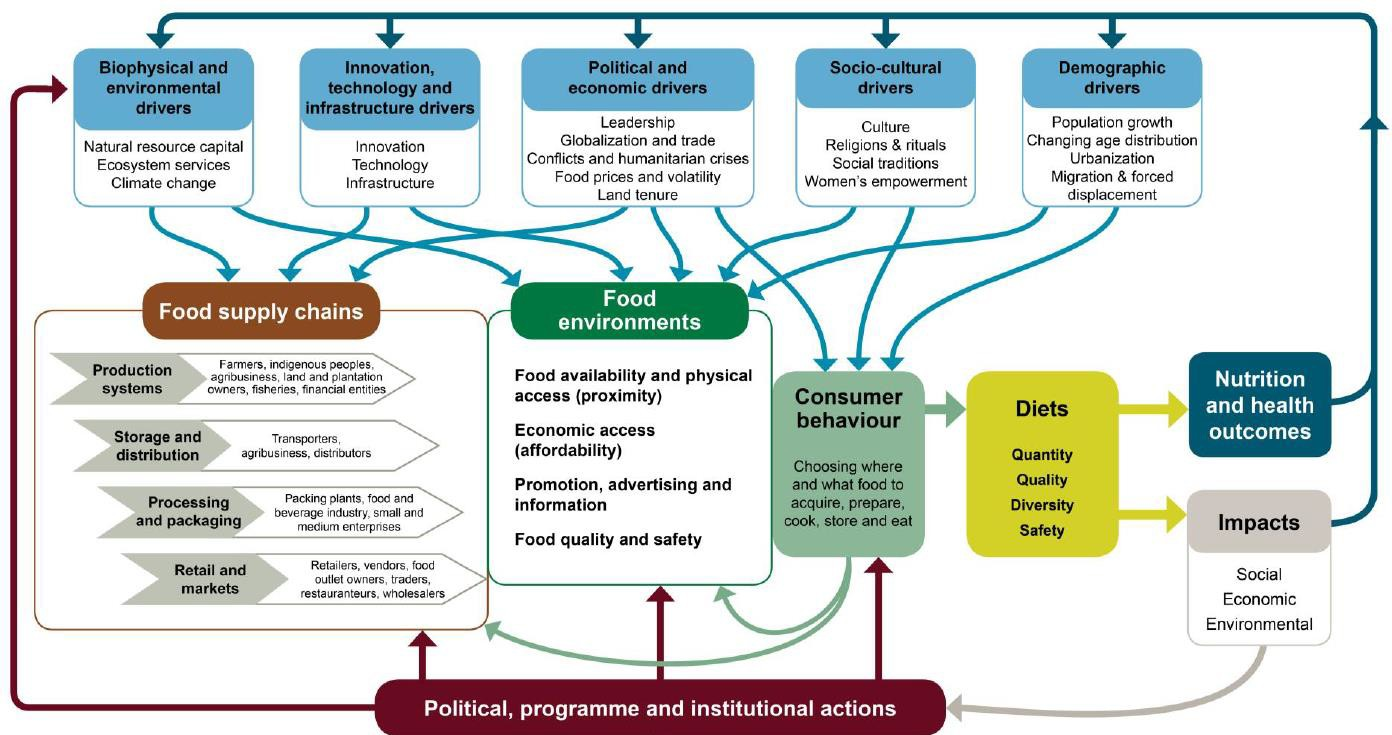 Biophysical and
environmental
drivers
Natural resource capital
Ecosystem services
Climate change
Innovation,
technology and
infrastructure drivers
Innovation
Technology
Infrastructure
Political and
economic drivers
Leadership
Globalization and trade
Conflicts and humanitarian crises
Food prices and volatility
Land tenure
Socio-cultural
drivers
Culture
Religions & rituals
Social traditions
Women's empowerment
Demographic
drivers
Population growth
Changing age distribution
Urbanization
Migration & forced
displacement
Food supply chains
Production
systems
Farmers, indigenous peoples,
agribusiness, land and plantation
owners, fisheries, financial entities
Storage and
distribution
Transporters,
agribusiness, distributors
Processing
and packaging
Packing plants, food and
beverage industry, small and
medium enterprises
Retail and
markets
Retailers, vendors, food
outlet owners, traders,
restauranteurs, wholesalers
Food
environments
Food availability and physical
access (proximity)
Economic access
(affordability)
Promotion, advertising and
information
Food quality and safety
Consumer
behaviour
Choosing where
and what food to
acquire, prepare,
cook, store and eat
Diets
Quantity
Quality
Diversity
Safety
Nutrition
and health
outcomes
Impacts
Social
Economic
Environmental
Political, programme and institutional actions